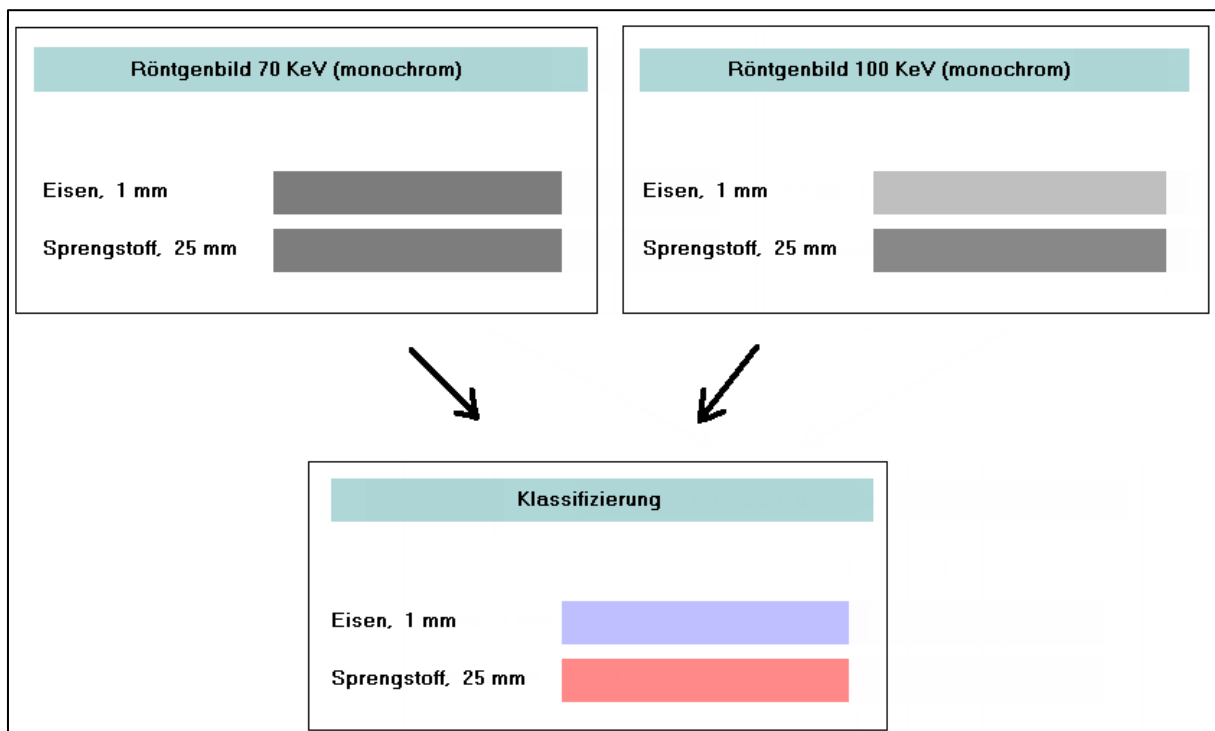 Röntgenbild 70 KeV (monochrom)
Eisen, 1 mm
Sprengstoff, 25 mm
Röntgenbild 100 KeV (monochrom)
Eisen, 1 mm
Sprengstoff, 25 mm
Klassifizierung
Eisen, 1 mm
Sprengstoff, 25 mm